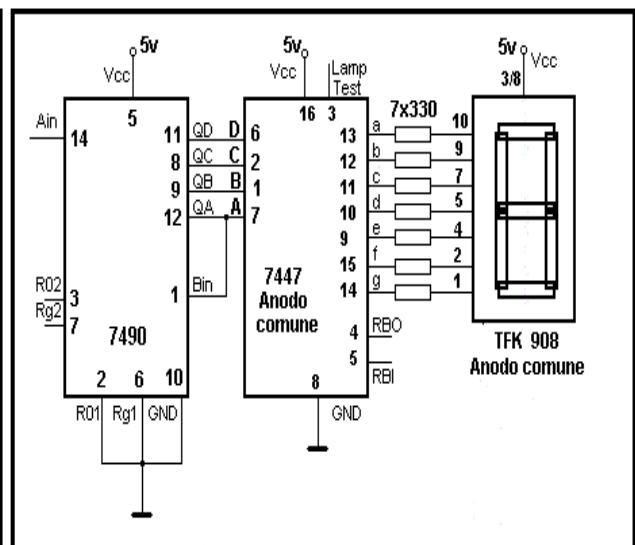 5v 5v 5v
Vcc Vcc Lamp Test Vcc
3/8
5 16 3 7x330
Ain 14 11 QD D 6 13 a 10
8 QC C 2 12 b 9
9 QB B 1 11 c 7
12 QA A 7 10 d 5
9 e 4
15 f 2
1 Bin 7447 14 g 1
R02 3 Anodo
Rg2 7 comune 4 RBO
7490 5 RBI
TFK 908
Anodo comune
2 6 10 8
R01 Rg1 GND GND